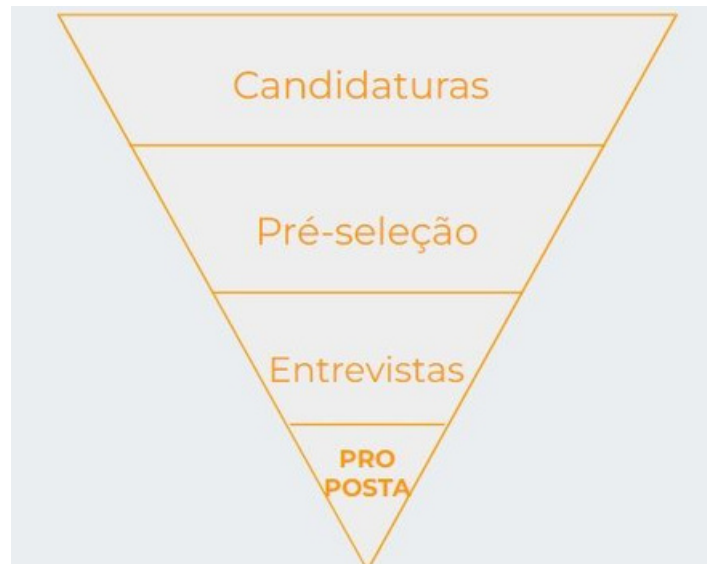 Candidaturas
Pré-seleção
Entrevistas
PRO
POSTA